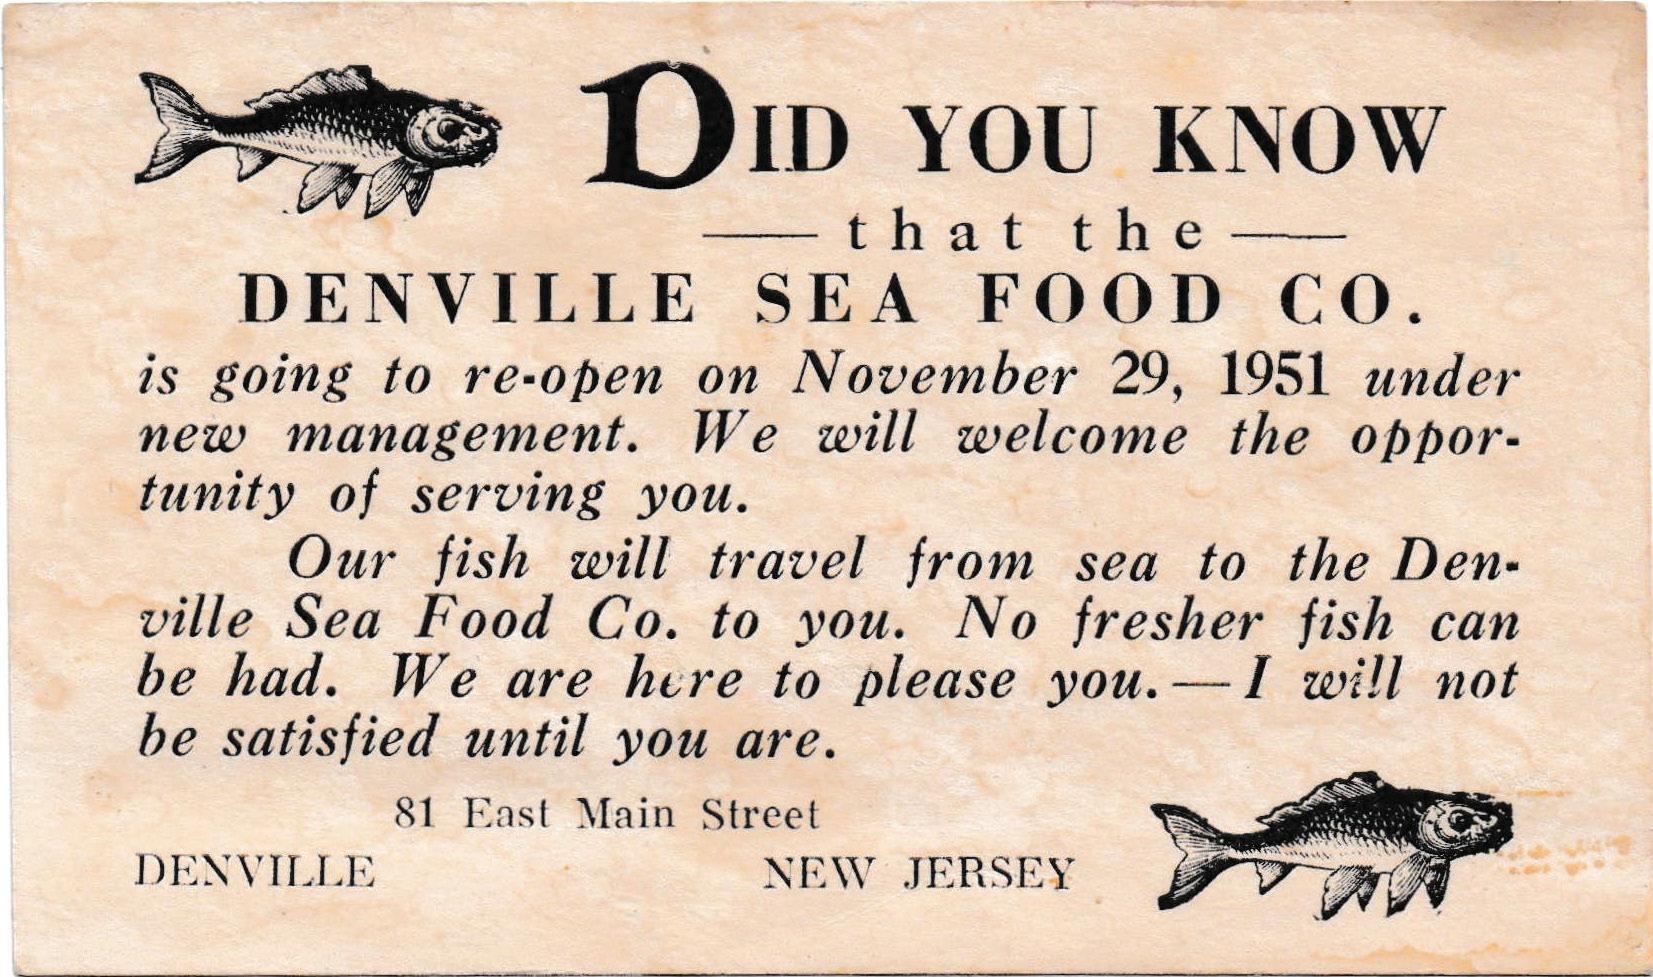 DID YOU KNOW
— that the —
DENVILLE SEA FOOD CO.
is going to re-open on November 29, 1951 under
new management. We will welcome the oppor-
tunity of serving you.
Our fish will travel from sea to the Den-
ville Sea Food Co. to you. No fresher fish can
be had. We are here to please you.—I will not
be satisfied until you are.
81 East Main Street
DENVILLE NEW JERSEY